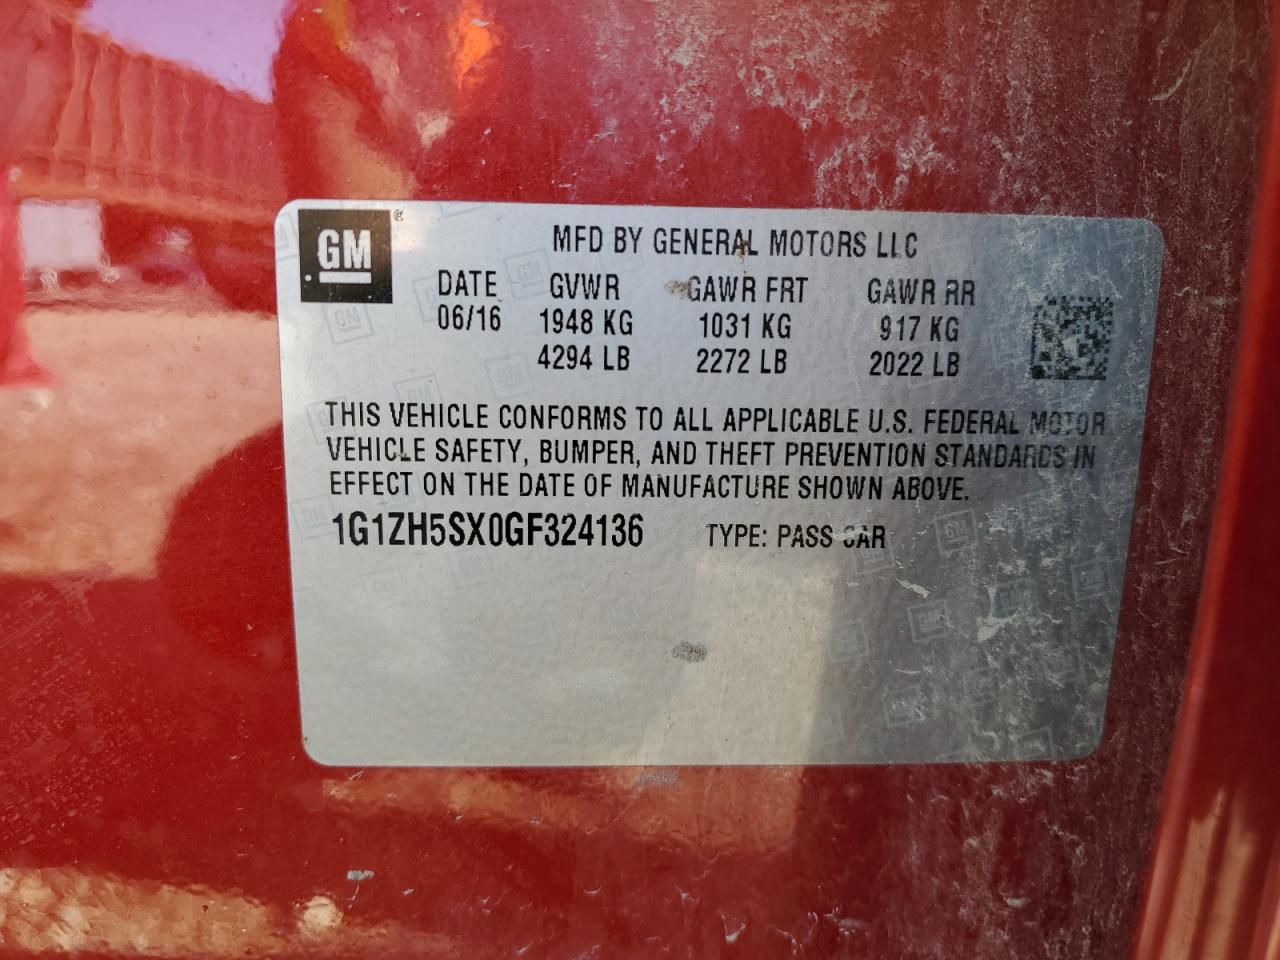 GM ®
MFD BY GENERAL MOTORS LLC
DATE GVWR GAWR FRT GAWR RR
06/16 1948 KG 1031 KG 917 KG
4294 LB 2272 LB 2022 LB
THIS VEHICLE CONFORMS TO ALL APPLICABLE U.S. FEDERAL MOTOR
VEHICLE SAFETY, BUMPER, AND THEFT PREVENTION STANDARDS IN
EFFECT ON THE DATE OF MANUFACTURE SHOWN ABOVE.
1G1ZH5SX0GF324136 TYPE: PASS CAR